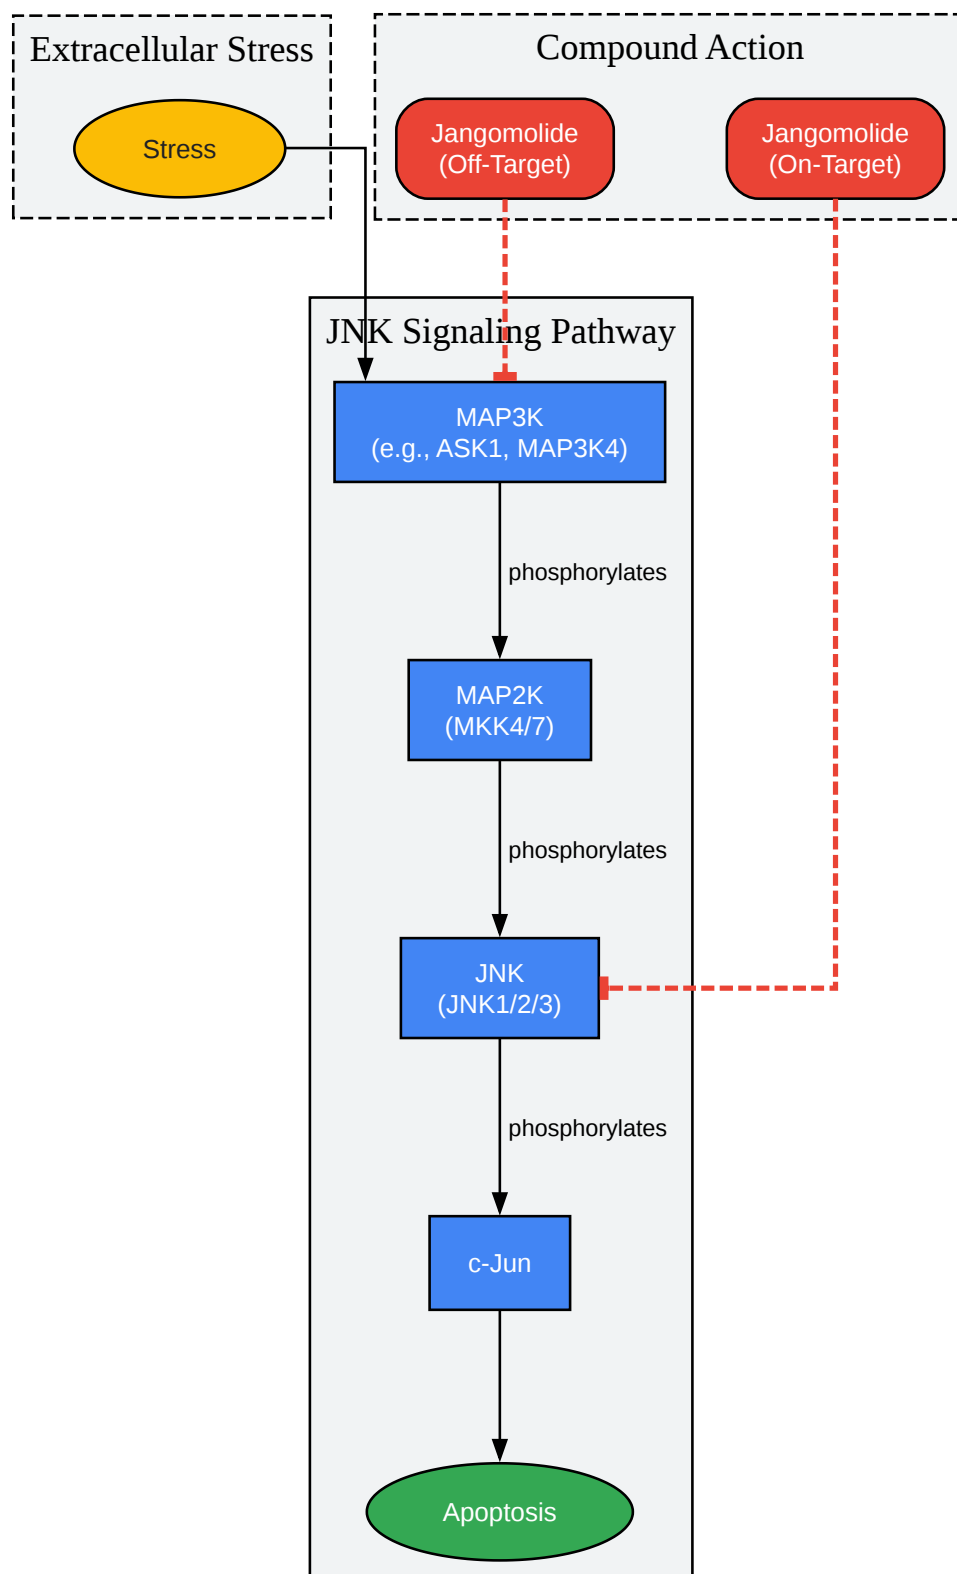 Extracellular Stress
Stress
Compound Action
Jangomolide
(Off-Target)
Jangomolide
(On-Target)
JNK Signaling Pathway
MAP3K
(e.g., ASK1, MAP3K4)
phosphorylates
MAP2K
(MKK4/7)
phosphorylates
JNK
(JNK1/2/3)
phosphorylates
c-Jun
Apoptosis